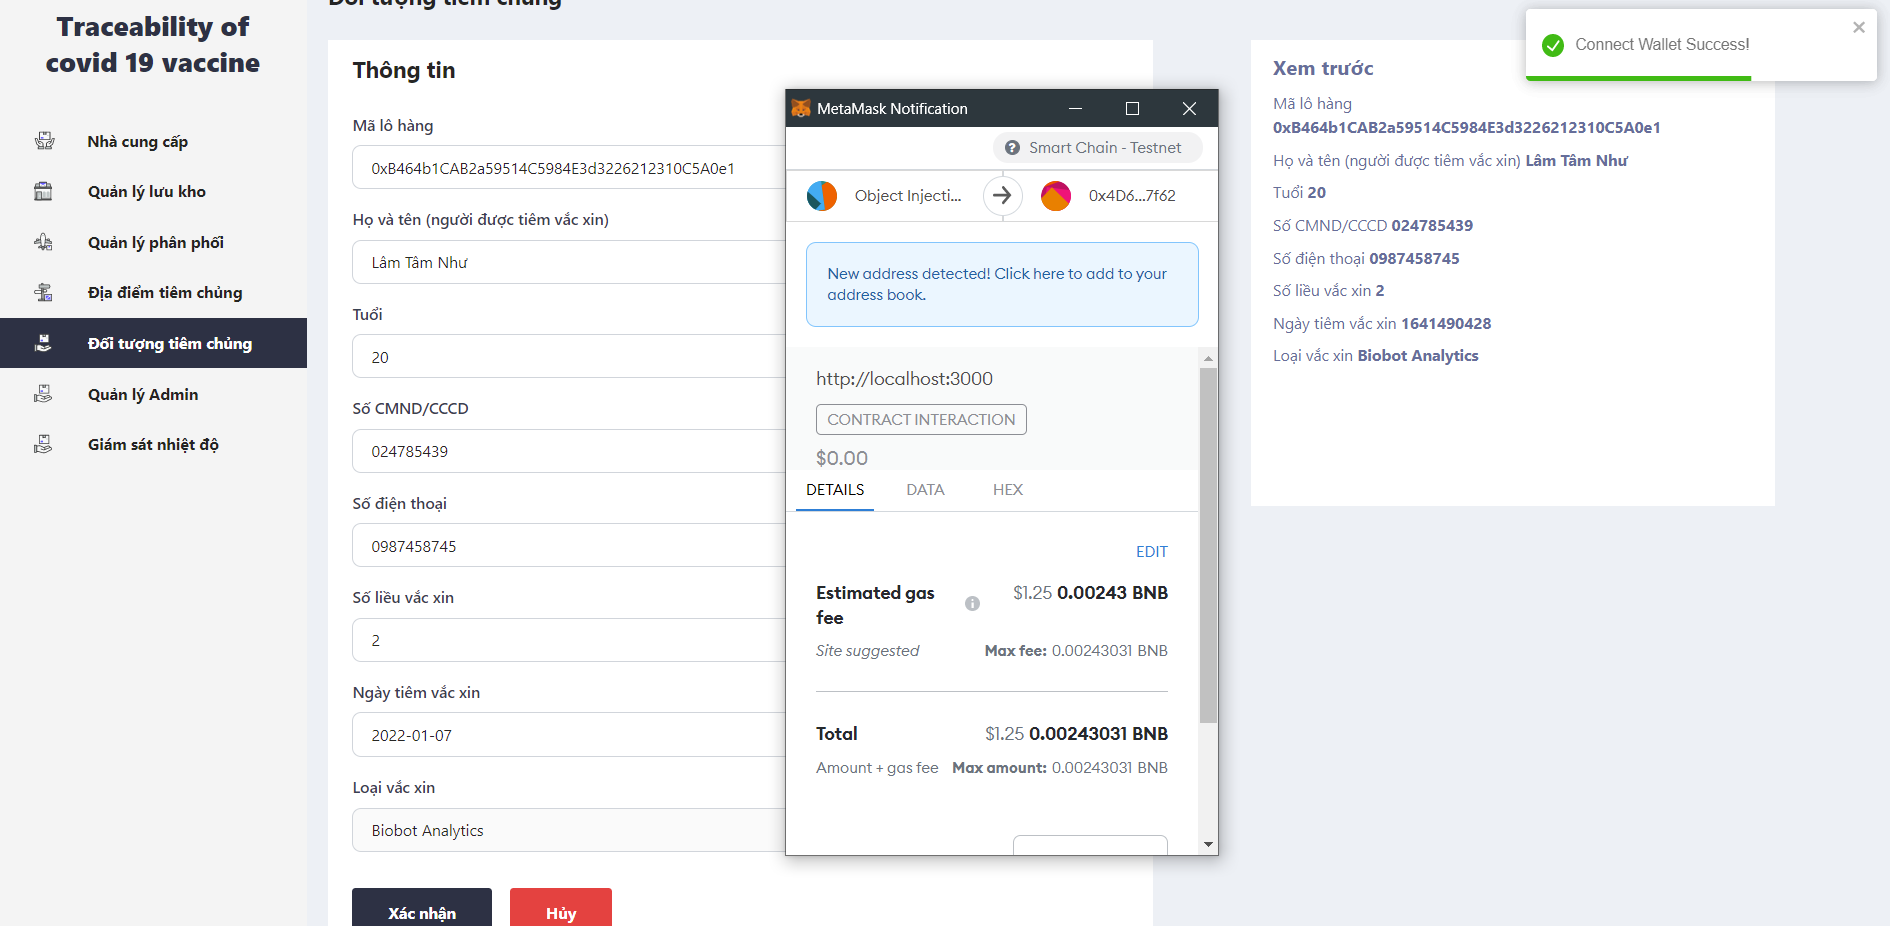 Traceability of
covid 19 vaccine
Nhà cung cấp
Quản lý lưu kho
Quản lý phân phối
Địa điểm tiêm chủng
Đối tượng tiêm chủng
Quản lý Admin
Giám sát nhiệt độ
Đối tượng tiêm chủng
Thông tin
Mã lô hàng
0xB464b1CAB2a59514C5984E3d3226212310C5A0e1
Họ và tên (người được tiêm vắc xin)
Lâm Tâm Như
Tuổi
20
Số CMND/CCCD
024785439
Số điện thoại
0987458745
Số liều vắc xin
2
Ngày tiêm vắc xin
2022-01-07
Loại vắc xin
Biobot Analytics
Xác nhận
Hủy
MetaMask Notification
Smart Chain - Testnet
Object Injecti...
0x4D6...7f62
New address detected! Click here to add to your
address book.
http://localhost:3000
CONTRACT INTERACTION
$0.00
DETAILS
DATA
HEX
EDIT
Estimated gas
fee
$1.25 0.00243 BNB
Site suggested
Max fee: 0.00243031 BNB
Total
$1.25 0.00243031 BNB
Amount + gas fee
Max amount: 0.00243031 BNB
Xem trước
Mã lô hàng
0xB464b1CAB2a59514C5984E3d3226212310C5A0e1
Họ và tên (người được tiêm vắc xin) Lâm Tâm Như
Tuổi 20
Số CMND/CCCD 024785439
Số điện thoại 0987458745
Số liều vắc xin 2
Ngày tiêm vắc xin 1641490428
Loại vắc xin Biobot Analytics
Connect Wallet Success!